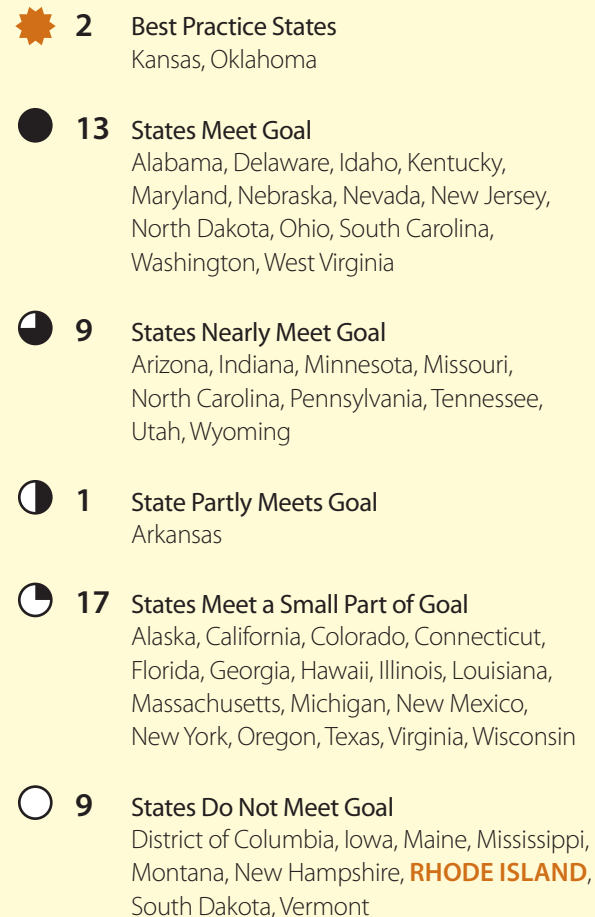 2 Best Practice States
Kansas, Oklahoma
13 States Meet Goal
Alabama, Delaware, Idaho, Kentucky,
Maryland, Nebraska, Nevada, New Jersey,
North Dakota, Ohio, South Carolina,
Washington, West Virginia
9 States Nearly Meet Goal
Arizona, Indiana, Minnesota, Missouri,
North Carolina, Pennsylvania, Tennessee,
Utah, Wyoming
1 State Partly Meets Goal
Arkansas
17 States Meet a Small Part of Goal
Alaska, California, Colorado, Connecticut,
Florida, Georgia, Hawaii, Illinois, Louisiana,
Massachusetts, Michigan, New Mexico,
New York, Oregon, Texas, Virginia, Wisconsin
9 States Do Not Meet Goal
District of Columbia, Iowa, Maine, Mississippi,
Montana, New Hampshire, RHODE ISLAND,
South Dakota, Vermont